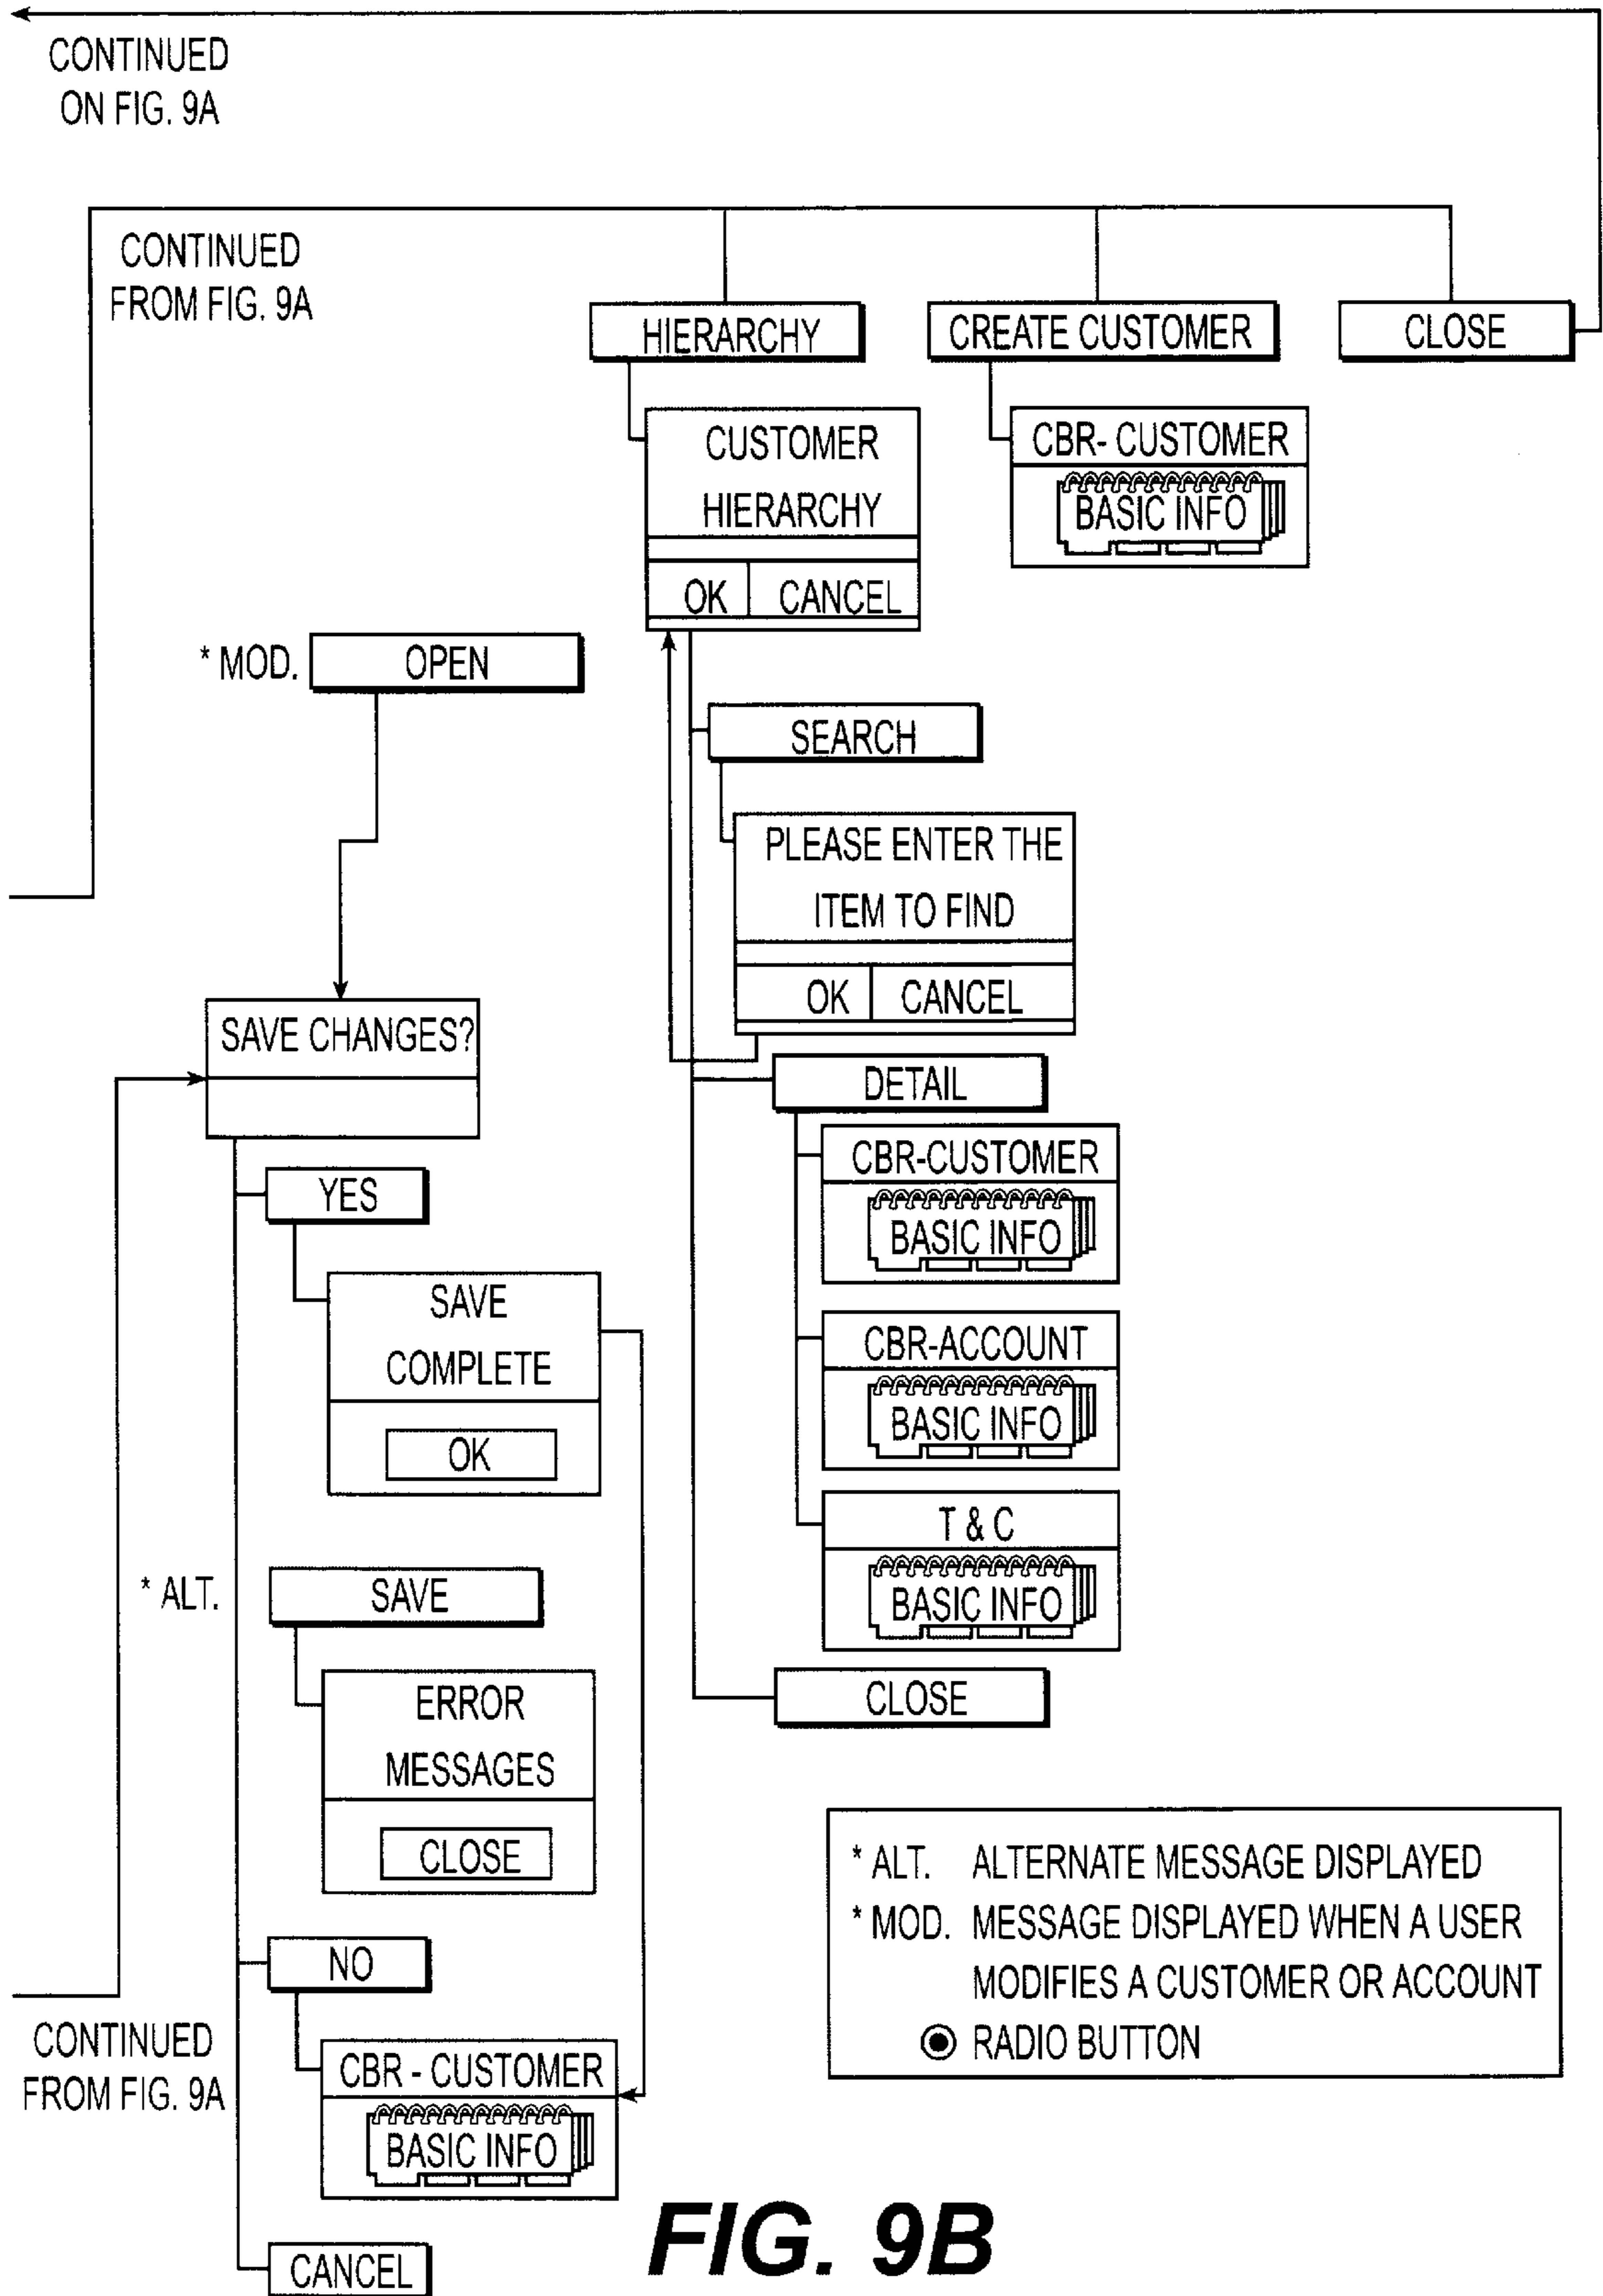 CONTINUED
ON FIG. 9A
CONTINUED
FROM FIG. 9A
HIERARCHY
CREATE CUSTOMER
CLOSE
CUSTOMER
HIERARCHY
OK
CANCEL
CBR- CUSTOMER
BASIC INFO
* MOD.
OPEN
SEARCH
PLEASE ENTER THE
ITEM TO FIND
OK
CANCEL
SAVE CHANGES?
DETAIL
CBR-CUSTOMER
BASIC INFO
YES
SAVE
COMPLETE
OK
CBR-ACCOUNT
BASIC INFO
T & C
BASIC INFO
* ALT.
SAVE
ERROR
MESSAGES
CLOSE
CLOSE
* ALT. ALTERNATE MESSAGE DISPLAYED
* MOD. MESSAGE DISPLAYED WHEN A USER
MODIFIES A CUSTOMER OR ACCOUNT
RADIO BUTTON
NO
CONTINUED
FROM FIG. 9A
CBR - CUSTOMER
BASIC INFO
CANCEL
FIG. 9B